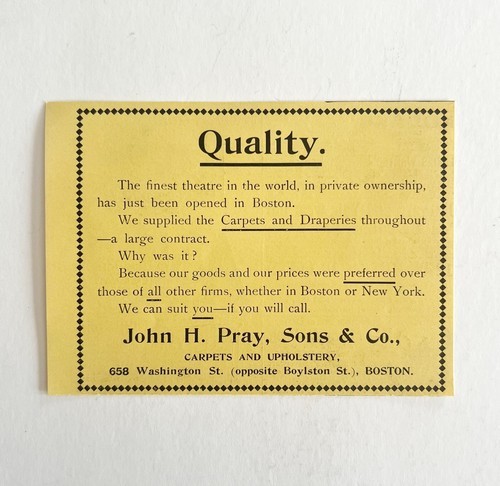 Quality.
The finest theatre in the world, in private ownership,
has just been opened in Boston.
We supplied the Carpets and Draperies throughout
—a large contract.
Why was it?
Because our goods and our prices were preferred over
those of all other firms, whether in Boston or New York.
We can suit you—if you will call.
John H. Pray, Sons & Co.,
CARPETS AND UPHOLSTERY,
658 Washington St. (opposite Boylston St.), BOSTON.